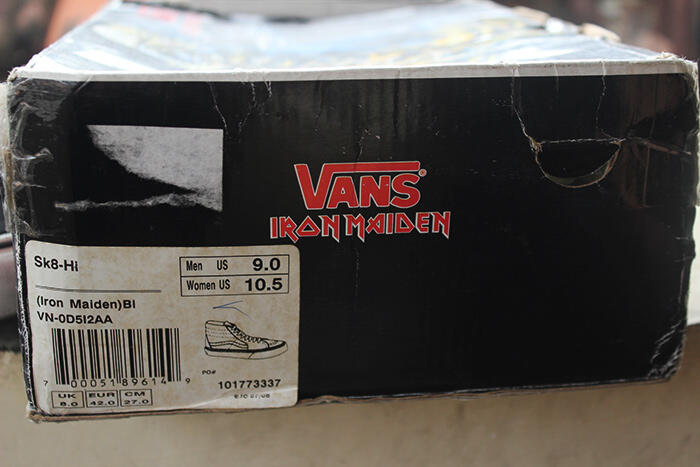 VANS®
IRON MAIDEN
Sk8-Hi
Men US 9.0
Women US 10.5
(Iron Maiden)Bl
VN-0D5I2AA
7 00051 89614 9
PO# 101773337
UK EUR CM
8.0 42.0 27.0